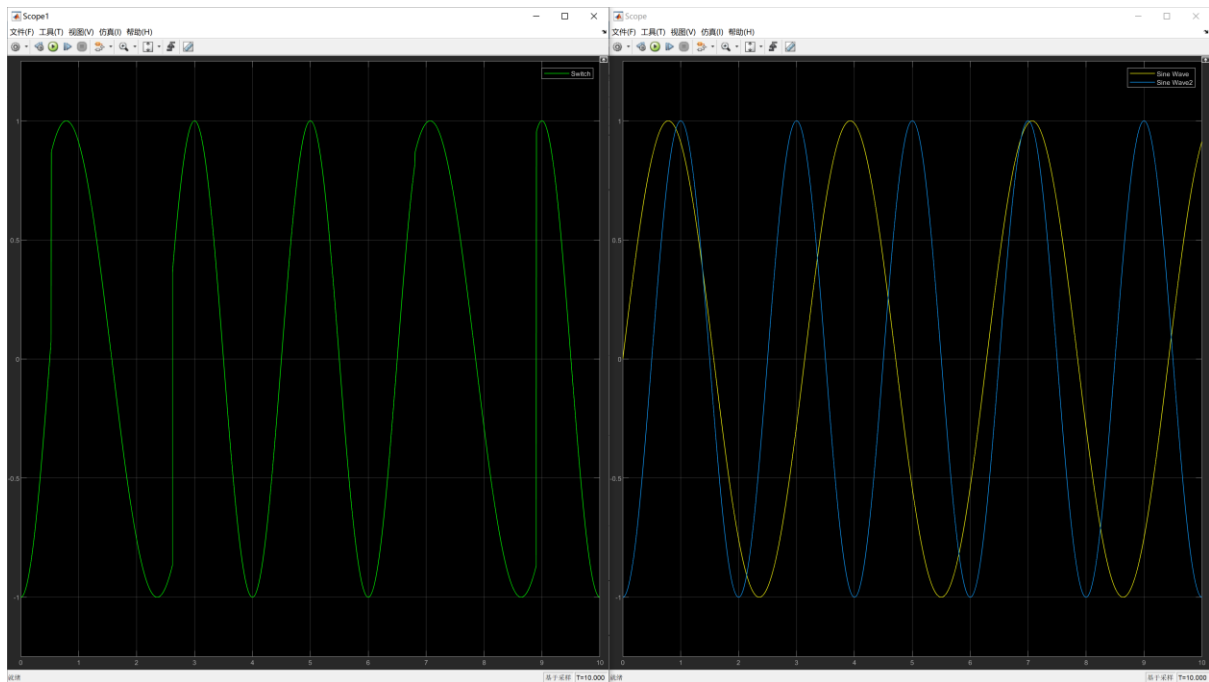 Scope1
文件(F) 工具(T) 视图(V) 仿真(I) 帮助(H)
Switch
1
0.5
0
-0.5
-1
0 1 2 3 4 5 6 7 8 9 10
就绪
基于采样 T=10.000
Scope
文件(F) 工具(T) 视图(V) 仿真(I) 帮助(H)
Sine Wave
Sine Wave2
1
0.5
0
-0.5
-1
0 1 2 3 4 5 6 7 8 9 10
就绪
基于采样 T=10.000